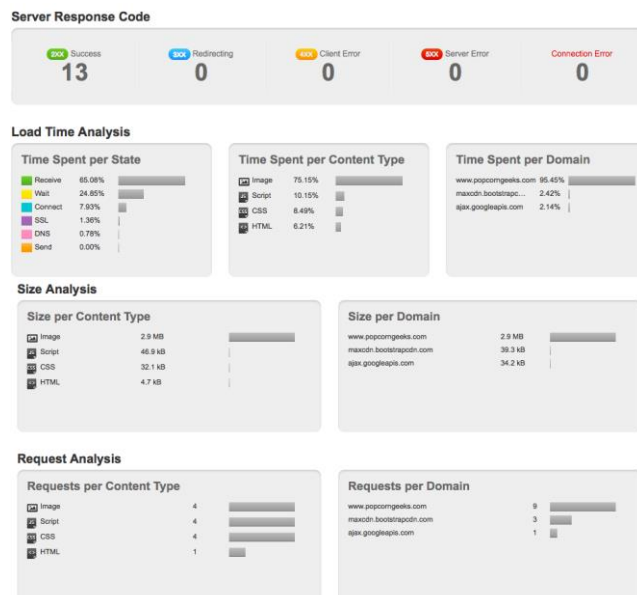 Server Response Code
2XX Success 3XX Redirecting 4XX Client Error 5XX Server Error Connection Error
13 0 0 0 0
Load Time Analysis
Time Spent per State
Receive 65.08%
Wait 24.85%
Connect 7.93%
SSL 1.36%
DNS 0.78%
Send 0.00%
Time Spent per Content Type
Image 75.15%
Script 10.15%
CSS 8.49%
HTML 6.21%
Time Spent per Domain
www.popcorngeeks.com 95.45%
maxcdn.bootstrapc... 2.42%
ajax.googleapis.com 2.14%
Size Analysis
Size per Content Type
Image 2.9 MB
Script 46.9 kB
CSS 32.1 kB
HTML 4.7 kB
Size per Domain
www.popcorngeeks.com 2.9 MB
maxcdn.bootstrapcdn.com 39.3 kB
ajax.googleapis.com 34.2 kB
Request Analysis
Requests per Content Type
Image 4
Script 4
CSS 4
HTML 1
Requests per Domain
www.popcorngeeks.com 9
maxcdn.bootstrapcdn.com 3
ajax.googleapis.com 1